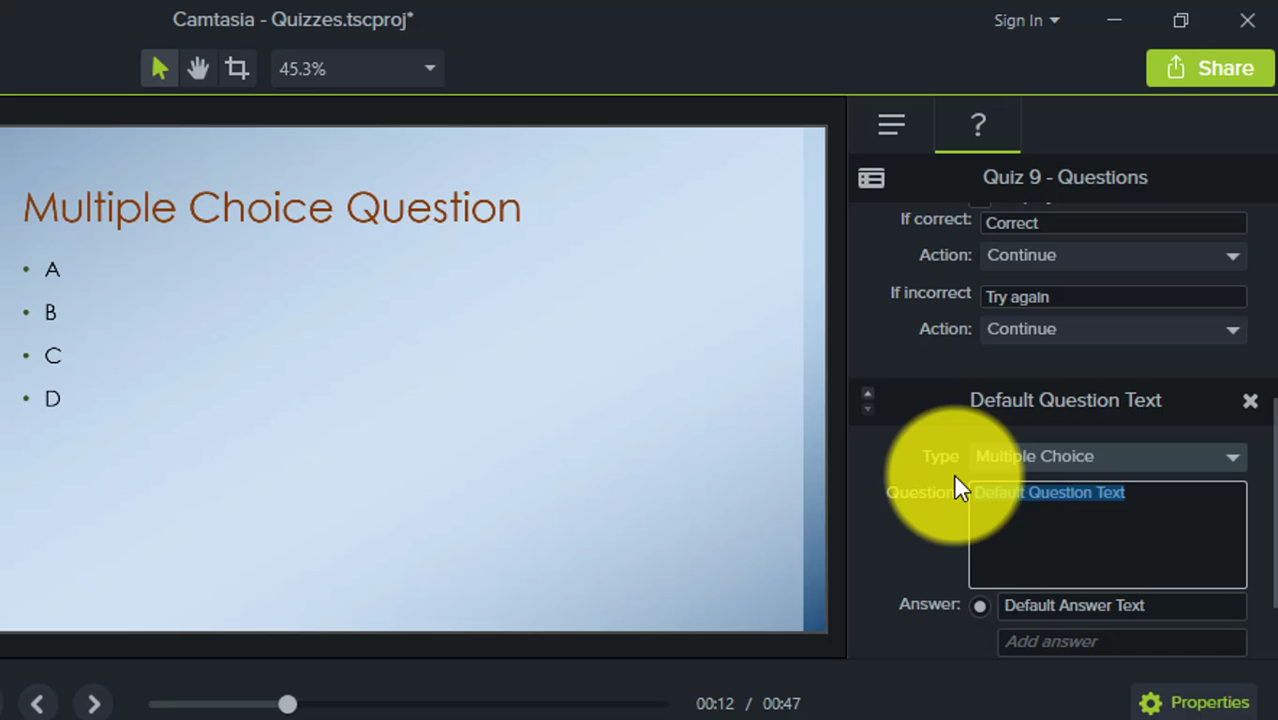 Camtasia - Quizzes.tscproj*
Sign In
45.3%
Share
?
Quiz 9 - Questions
Multiple Choice Question
• A
• B
• C
• D
If correct: Correct
Action: Continue
If incorrect Try again
Action: Continue
Default Question Text
Type Multiple Choice
Question Default Question Text
Answer: Default Answer Text
Add answer
00:12 / 00:47
Properties